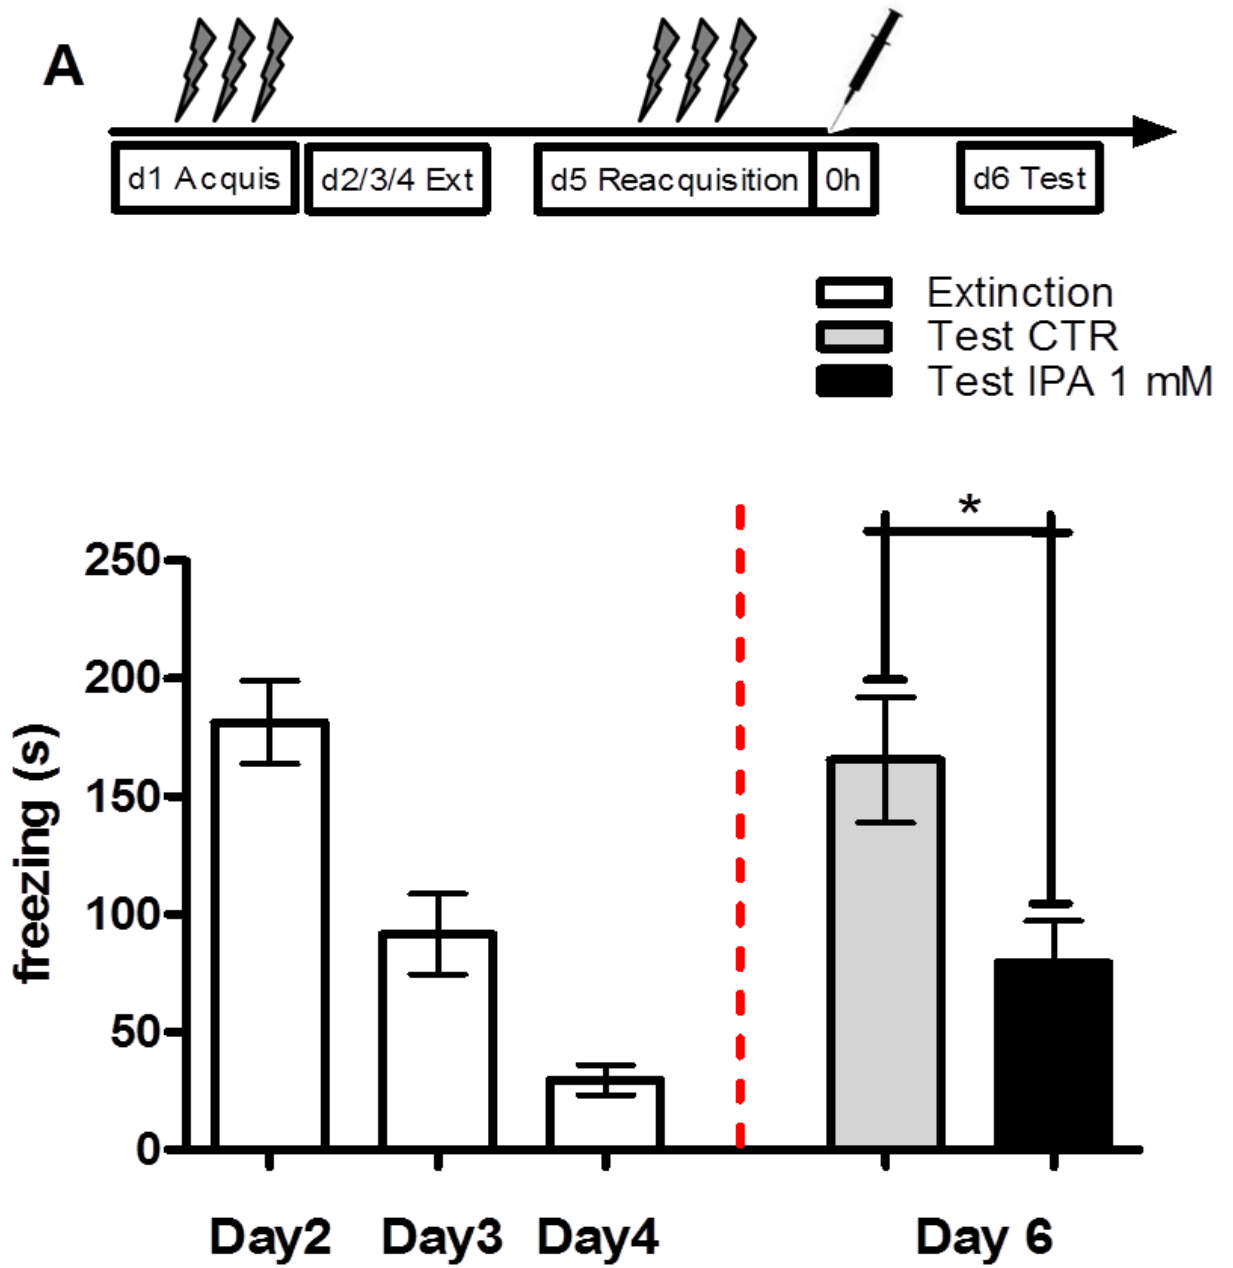 A
d1 Acquis d2/3/4 Ext d5 Reacquisition 0h d6 Test
Extinction
Test CTR
Test IPA 1 mM
*
250
200
150
100
50
0
freezing (s)
Day2 Day3 Day4 Day 6